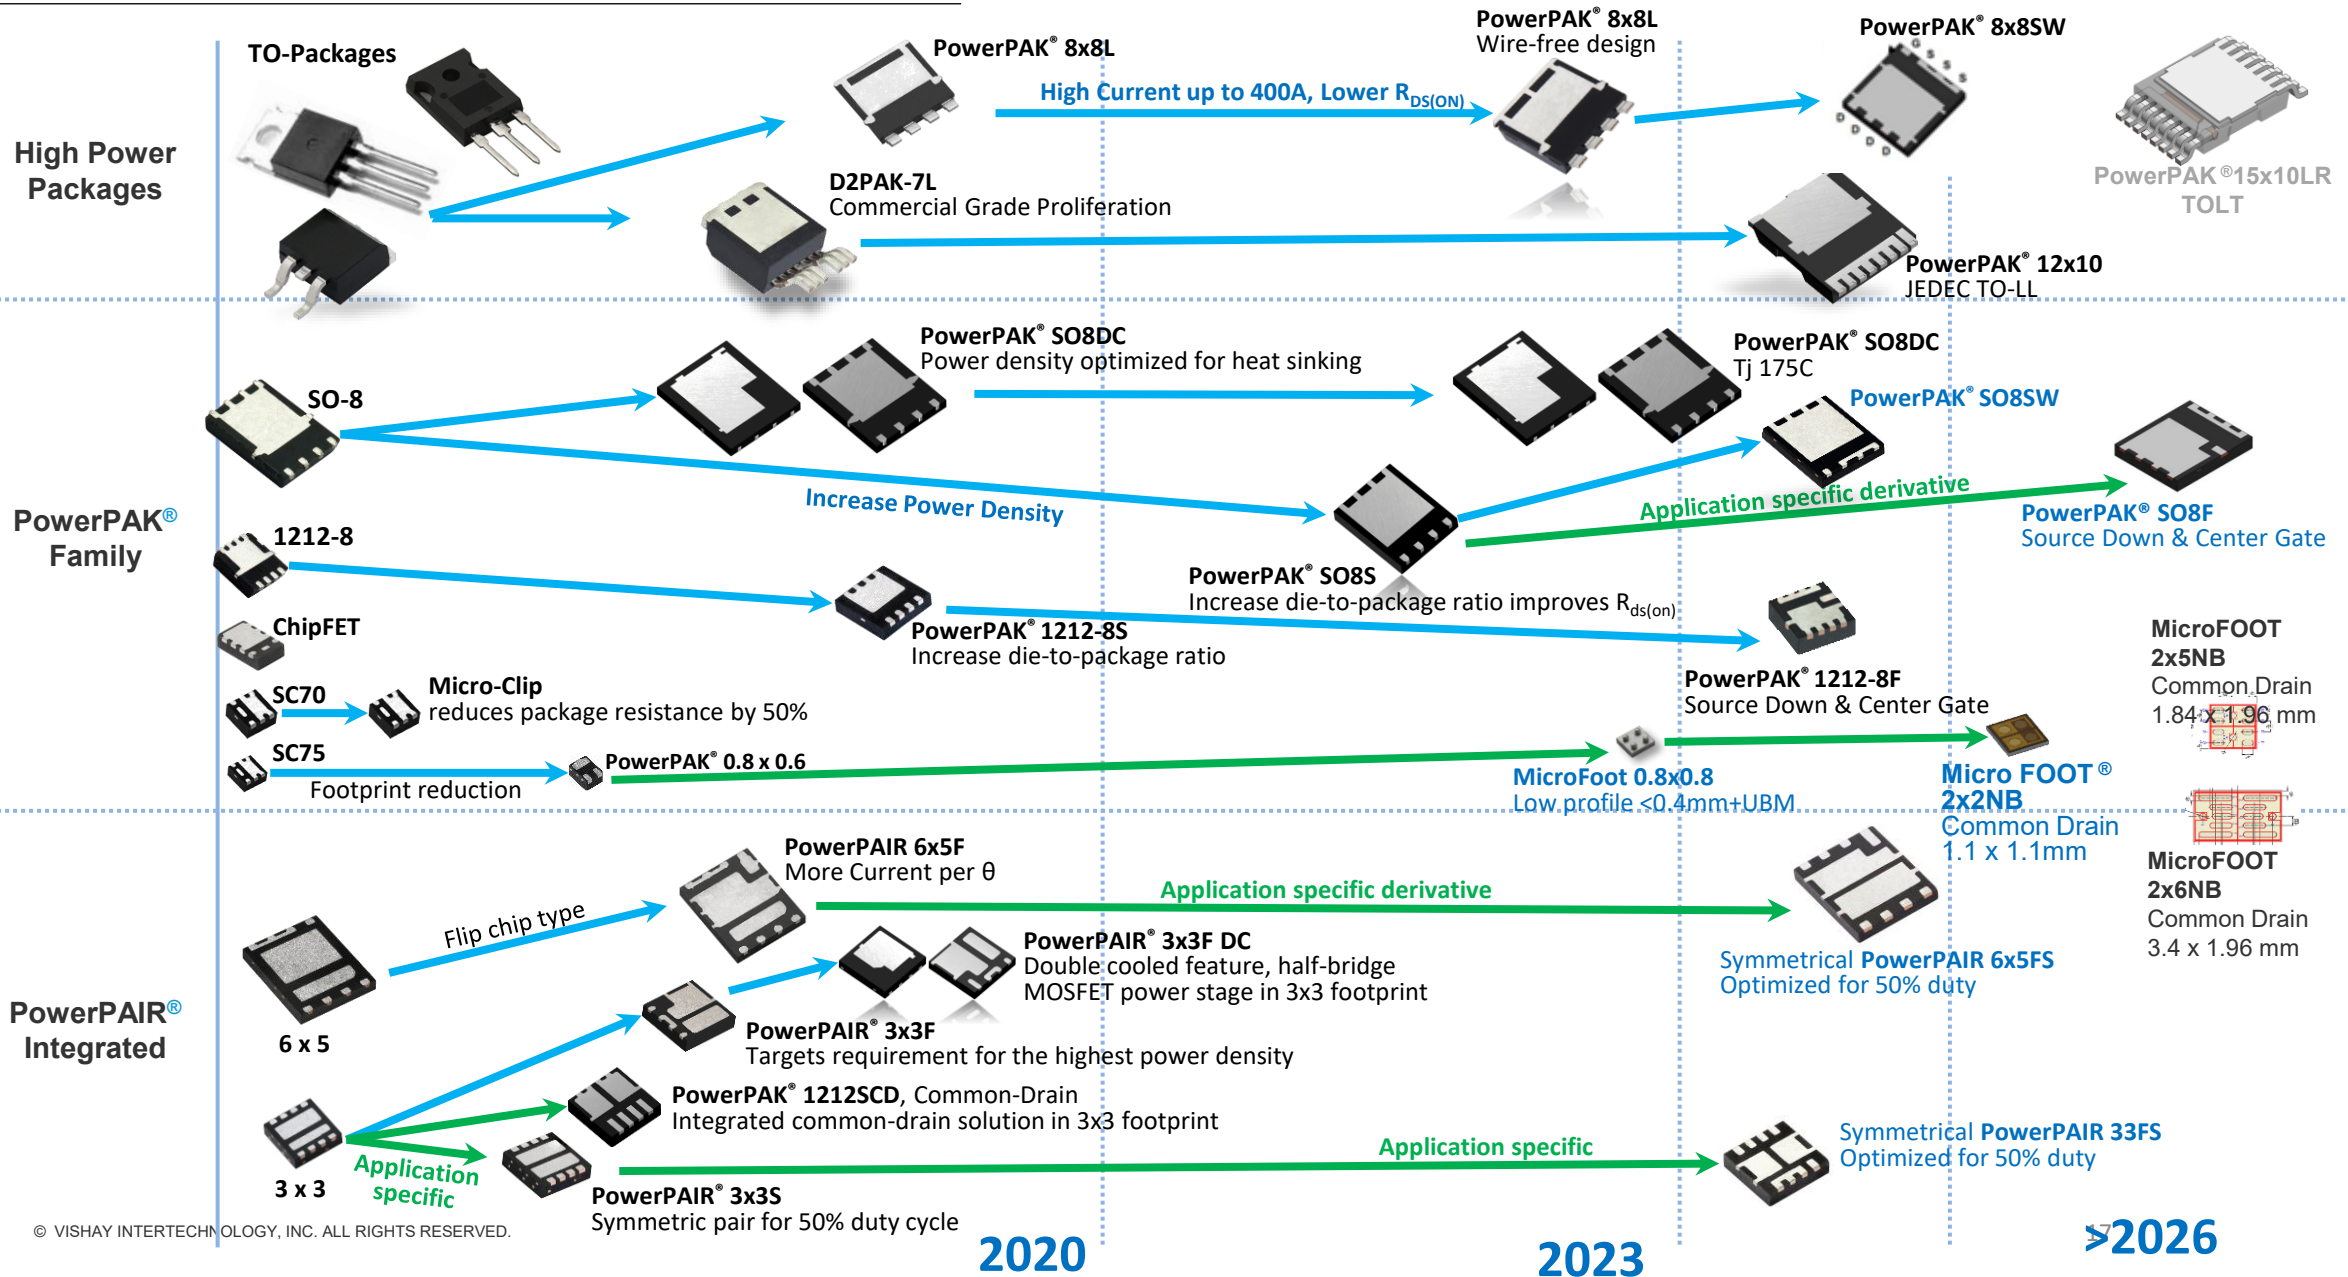 High Power
Packages
TO-Packages
PowerPAK® 8x8L
High Current up to 400A, Lower RDS(ON)
PowerPAK® 8x8L
Wire-free design
PowerPAK® 8x8SW
G
S
S
S
D
D
D
D
PowerPAK®15x10LR
TOLT
D2PAK-7L
Commercial Grade Proliferation
PowerPAK® 12x10
JEDEC TO-LL
PowerPAK®
Family
SO-8
PowerPAK® SO8DC
Power density optimized for heat sinking
PowerPAK® SO8DC
Tj 175C
PowerPAK® SO8SW
Increase Power Density
Application specific derivative
PowerPAK® SO8F
Source Down & Center Gate
1212-8
PowerPAK® SO8S
Increase die-to-package ratio improves Rds(on)
PowerPAK® 1212-8S
Increase die-to-package ratio
ChipFET
PowerPAK® 1212-8F
Source Down & Center Gate
SC70
Micro-Clip
reduces package resistance by 50%
SC75
Footprint reduction
PowerPAK® 0.8 x 0.6
MicroFoot 0.8x0.8
Low profile <0.4mm+UBM
Micro FOOT®
2x2NB
Common Drain
1.1 x 1.1mm
MicroFOOT
2x5NB
Common Drain
1.84 x 1.96 mm
MicroFOOT
2x6NB
Common Drain
3.4 x 1.96 mm
PowerPAIR®
Integrated
6 x 5
Flip chip type
PowerPAIR 6x5F
More Current per θ
Application specific derivative
Symmetrical PowerPAIR 6x5FS
Optimized for 50% duty
PowerPAIR® 3x3F DC
Double cooled feature, half-bridge
MOSFET power stage in 3x3 footprint
PowerPAIR® 3x3F
Targets requirement for the highest power density
PowerPAK® 1212SCD, Common-Drain
Integrated common-drain solution in 3x3 footprint
3 x 3
Application
specific
PowerPAIR® 3x3S
Symmetric pair for 50% duty cycle
Application specific
Symmetrical PowerPAIR 33FS
Optimized for 50% duty
© VISHAY INTERTECHNOLOGY, INC. ALL RIGHTS RESERVED.
2020
2023
17
>2026